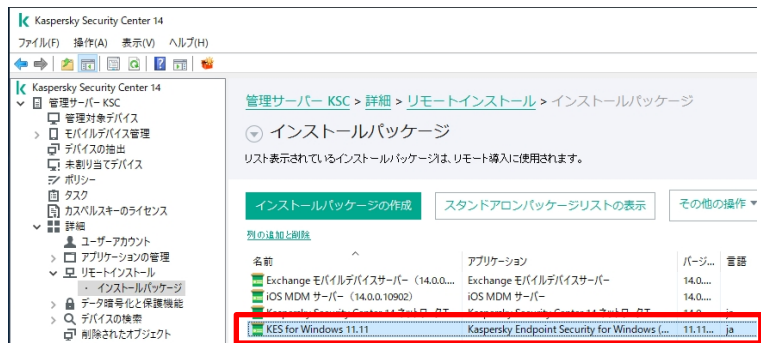 Kaspersky Security Center 14
ファイル(F) 操作(A) 表示(V) ヘルプ(H)
Kaspersky Security Center 14
管理サーバー KSC
管理対象デバイス
モバイルデバイス管理
デバイスの抽出
未割り当てデバイス
ポリシー
タスク
カスペルスキーのライセンス
詳細
ユーザーアカウント
アプリケーションの管理
リモートインストール
インストールパッケージ
データ暗号化と保護機能
デバイスの検索
削除されたオブジェクト
管理サーバー KSC > 詳細 > リモートインストール > インストールパッケージ
インストールパッケージ
リスト表示されているインストールパッケージは、リモート導入に使用されます。
インストールパッケージの作成 スタンドアロンパッケージリストの表示 その他の操作
列の追加と削除
名前 アプリケーション バージ... 言語
Exchange モバイルデバイスサーバー (14.0.0.... Exchange モバイルデバイスサーバー 14.0....
iOS MDM サーバー (14.0.0.10902) iOS MDM サーバー 14.0....
KES for Windows 11.11 Kaspersky Endpoint Security for Windows (... 11.11... ja